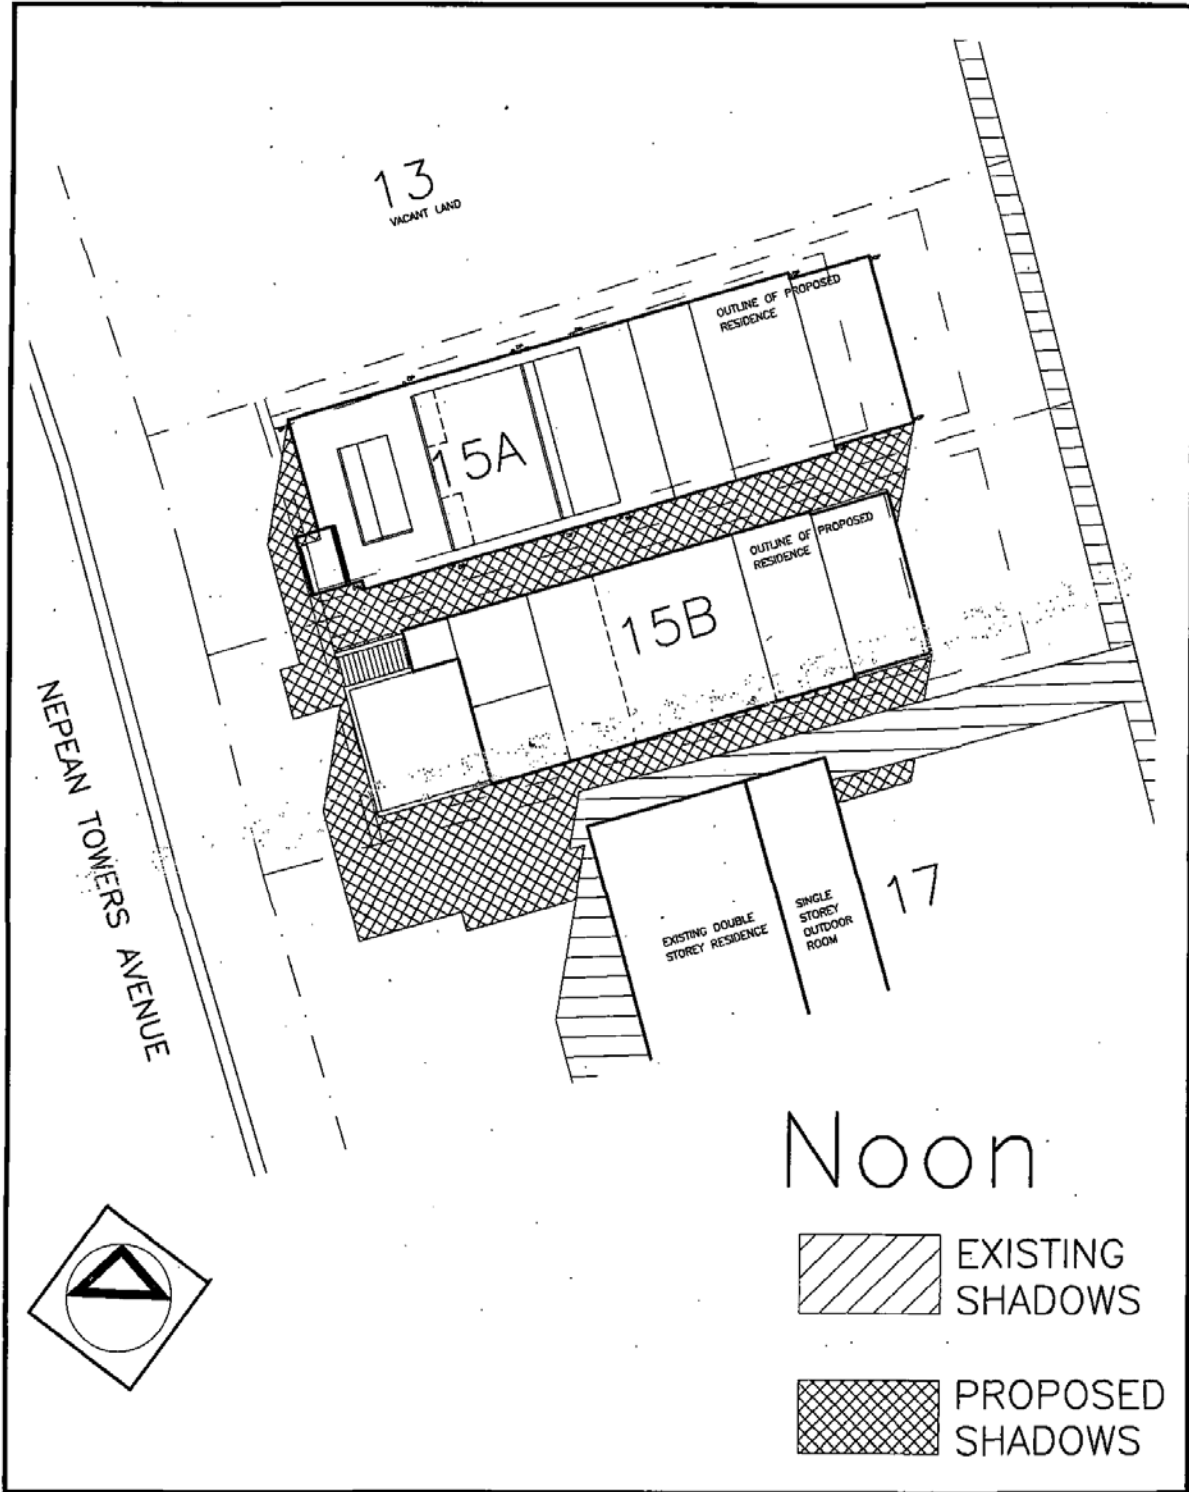 13
VACANT LAND
OUTLINE OF PROPOSED
RESIDENCE
15A
OUTLINE OF PROPOSED
RESIDENCE
15B
NEPEAN TOWERS AVENUE
EXISTING DOUBLE
STOREY RESIDENCE
SINGLE
STOREY
OUTDOOR
ROOM
17
Noon
EXISTING
SHADOWS
PROPOSED
SHADOWS